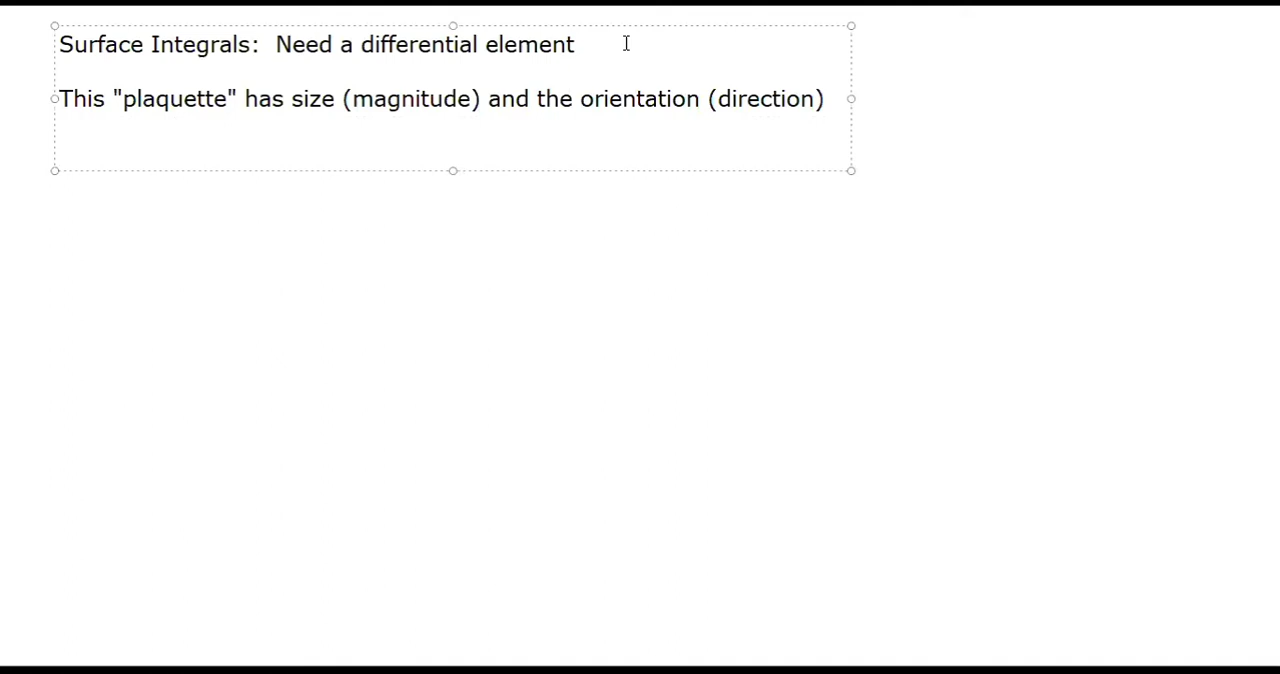 Surface Integrals:  Need a differential element
This "plaquette" has size (magnitude) and the orientation (direction)